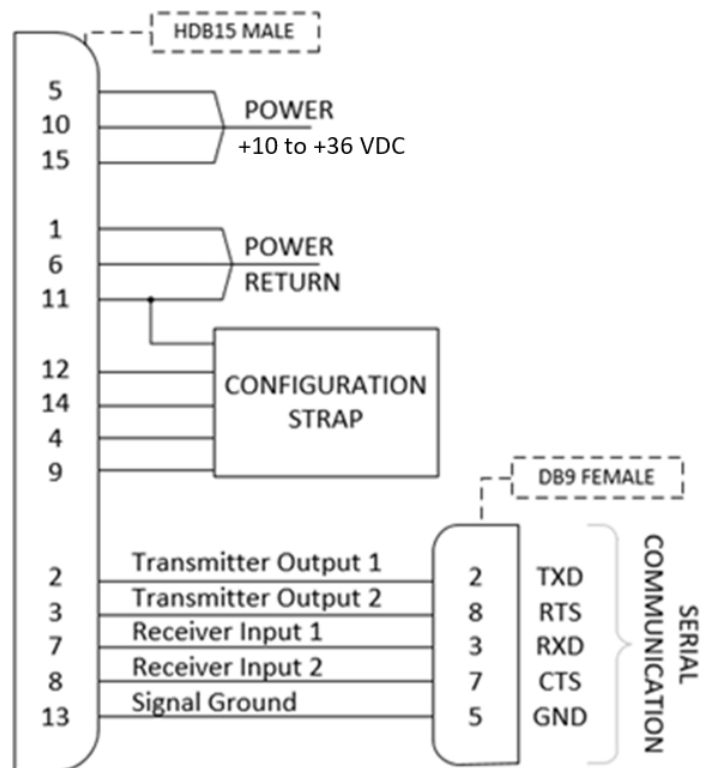 HDB15 MALE
5
10
15
POWER
+10 to +36 VDC
1
6
11
POWER
RETURN
12
14
4
9
CONFIGURATION
STRAP
DB9 FEMALE
2 Transmitter Output 1 2 TXD
3 Transmitter Output 2 8 RTS
7 Receiver Input 1 3 RXD
8 Receiver Input 2 7 CTS
13 Signal Ground 5 GND
SERIAL
COMMUNICATION